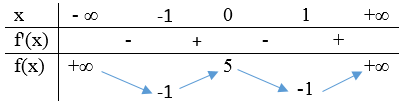 x - ∞ -1 0 1 +∞
f'(x) - + - +
f(x) +∞ 5 +∞
-1 -1